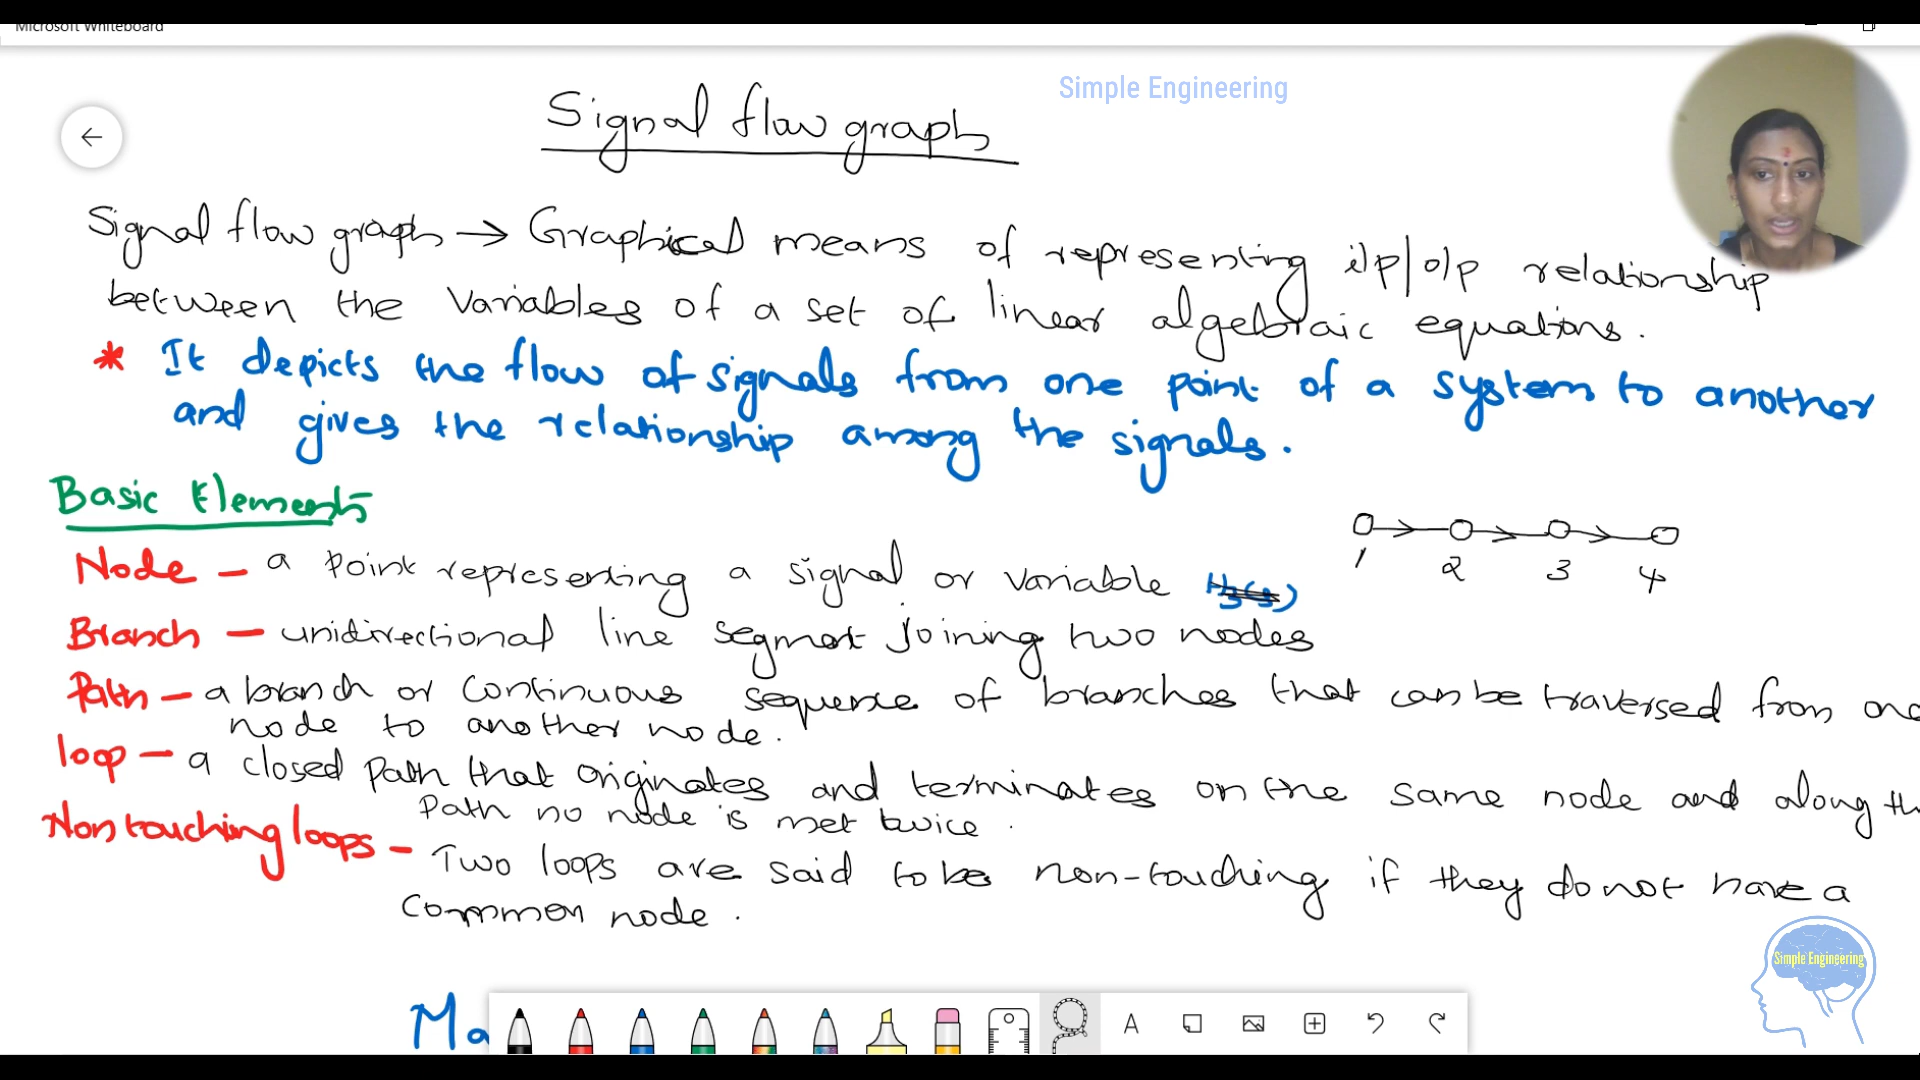 Microsoft Whiteboard
Simple Engineering
Signal flow graph
Signal flow graph → Graphical means of representing i/p|o/p relationship
between the variables of a set of linear algebraic equations.
* It depicts the flow of signals from one point of a system to another
and gives the relationship among the signals.
Basic Elements
1 2 3 4
Node - a point representing a signal or variable
Branch - unidirectional line segment joining two nodes
Path - a branch or continuous sequence of branches that can be traversed from one
node to another node.
loop - a closed path that originates and terminates on the same node and along the
path no node is met twice.
Non touching loops - Two loops are said to be non-touching if they do not have a
common node.
Simple Engineering
Ma
A